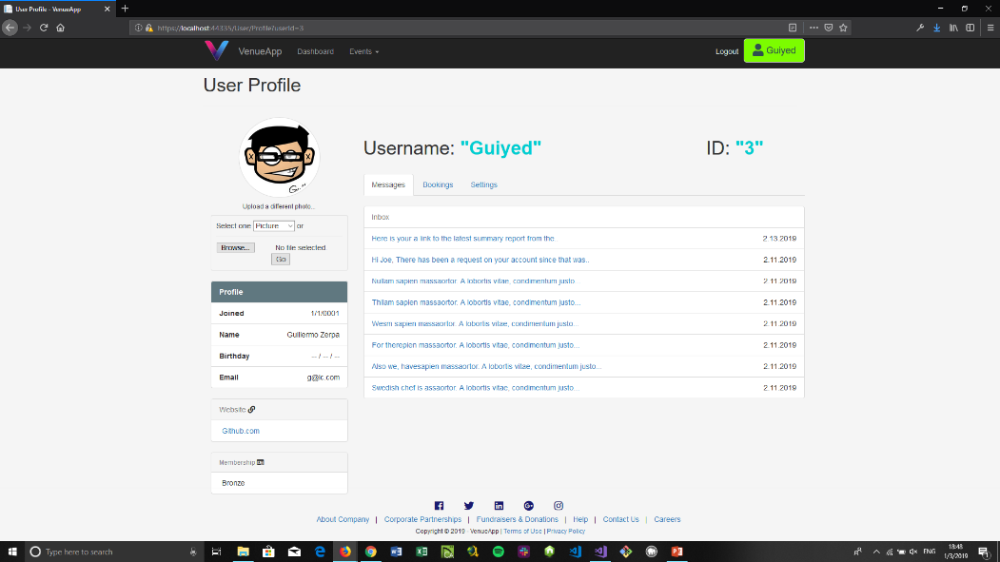 User Profile - VenueApp
https://localhost:44335/User/Profile?userId=3
VenueApp Dashboard Events Logout Guiyed
User Profile
Username: "Guiyed" ID: "3"
Upload a different photo...
Select one Picture or
Browse... No file selected.
Go
Profile
Joined 1/1/0001
Name Guillermo Zerpa
Birthday -- / -- / --
Email g@lc.com
Website
Github.com
Membership
Bronze
Messages Bookings Settings
Inbox
Here is your a link to the latest summary report from the. 2.13.2019
Hi Joe, There has been a request on your account since that was.. 2.11.2019
Nullam sapien massaortor. A lobortis vitae, condimentum justo... 2.11.2019
Thllam sapien massaortor. A lobortis vitae, condimentum justo... 2.11.2019
Wesm sapien massaortor. A lobortis vitae, condimentum justo... 2.11.2019
For therepien massaortor. A lobortis vitae, condimentum justo... 2.11.2019
Also we, havesapien massaortor. A lobortis vitae, condimentum justo... 2.11.2019
Swedish chef is assaortor. A lobortis vitae, condimentum justo... 2.11.2019
About Company | Corporate Partnerships | Fundraisers & Donations | Help | Contact Us | Careers
Copyright © 2019 - VenueApp | Terms of Use | Privacy Policy
Type here to search
ENG
18:48
1/3/2019